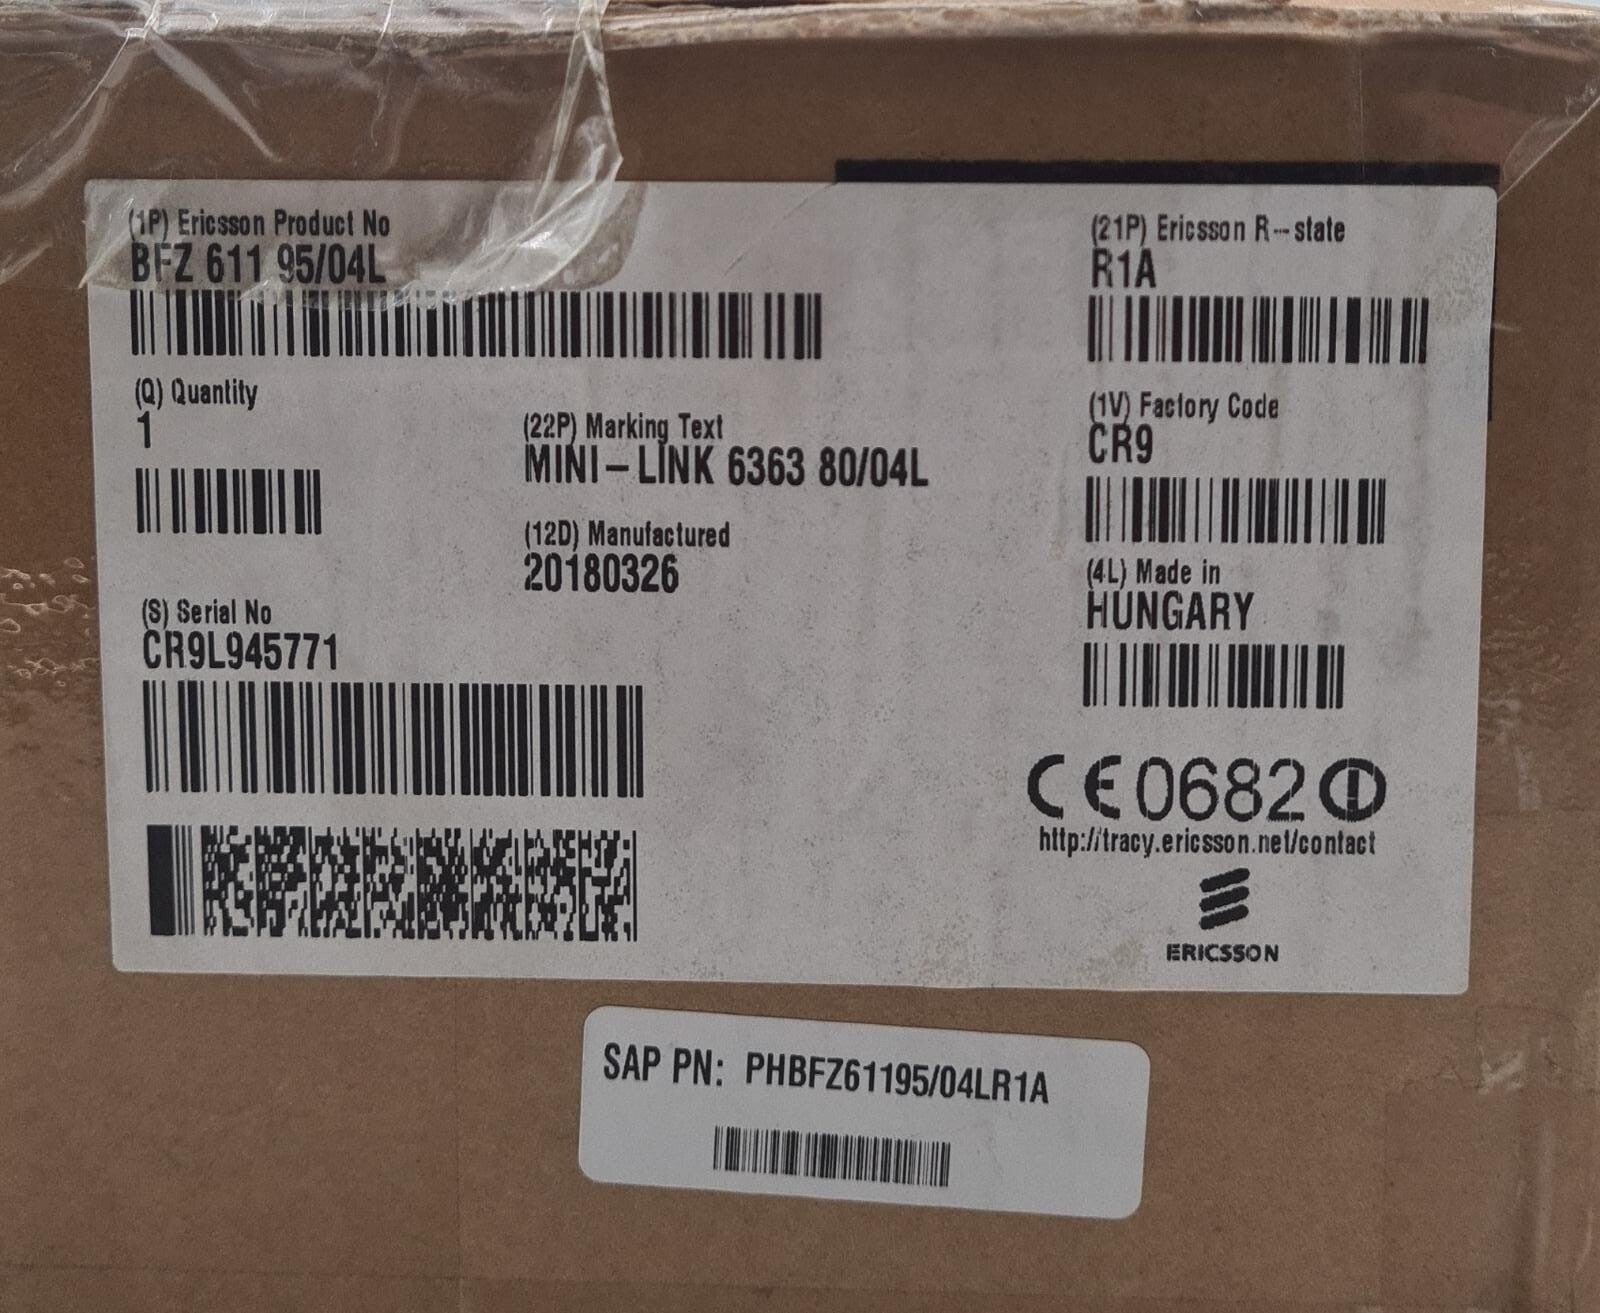 (1P) Ericsson Product No
BFZ 611 95/04L
(21P) Ericsson R--state
R1A
(Q) Quantity
1
(22P) Marking Text
MINI-LINK 6363 80/04L
(1V) Factory Code
CR9
(12D) Manufactured
20180326
(4L) Made in
HUNGARY
(S) Serial No
CR9L945771
CE0682
http://tracy.ericsson.net/contact
ERICSSON
SAP PN: PHBFZ61195/04LR1A